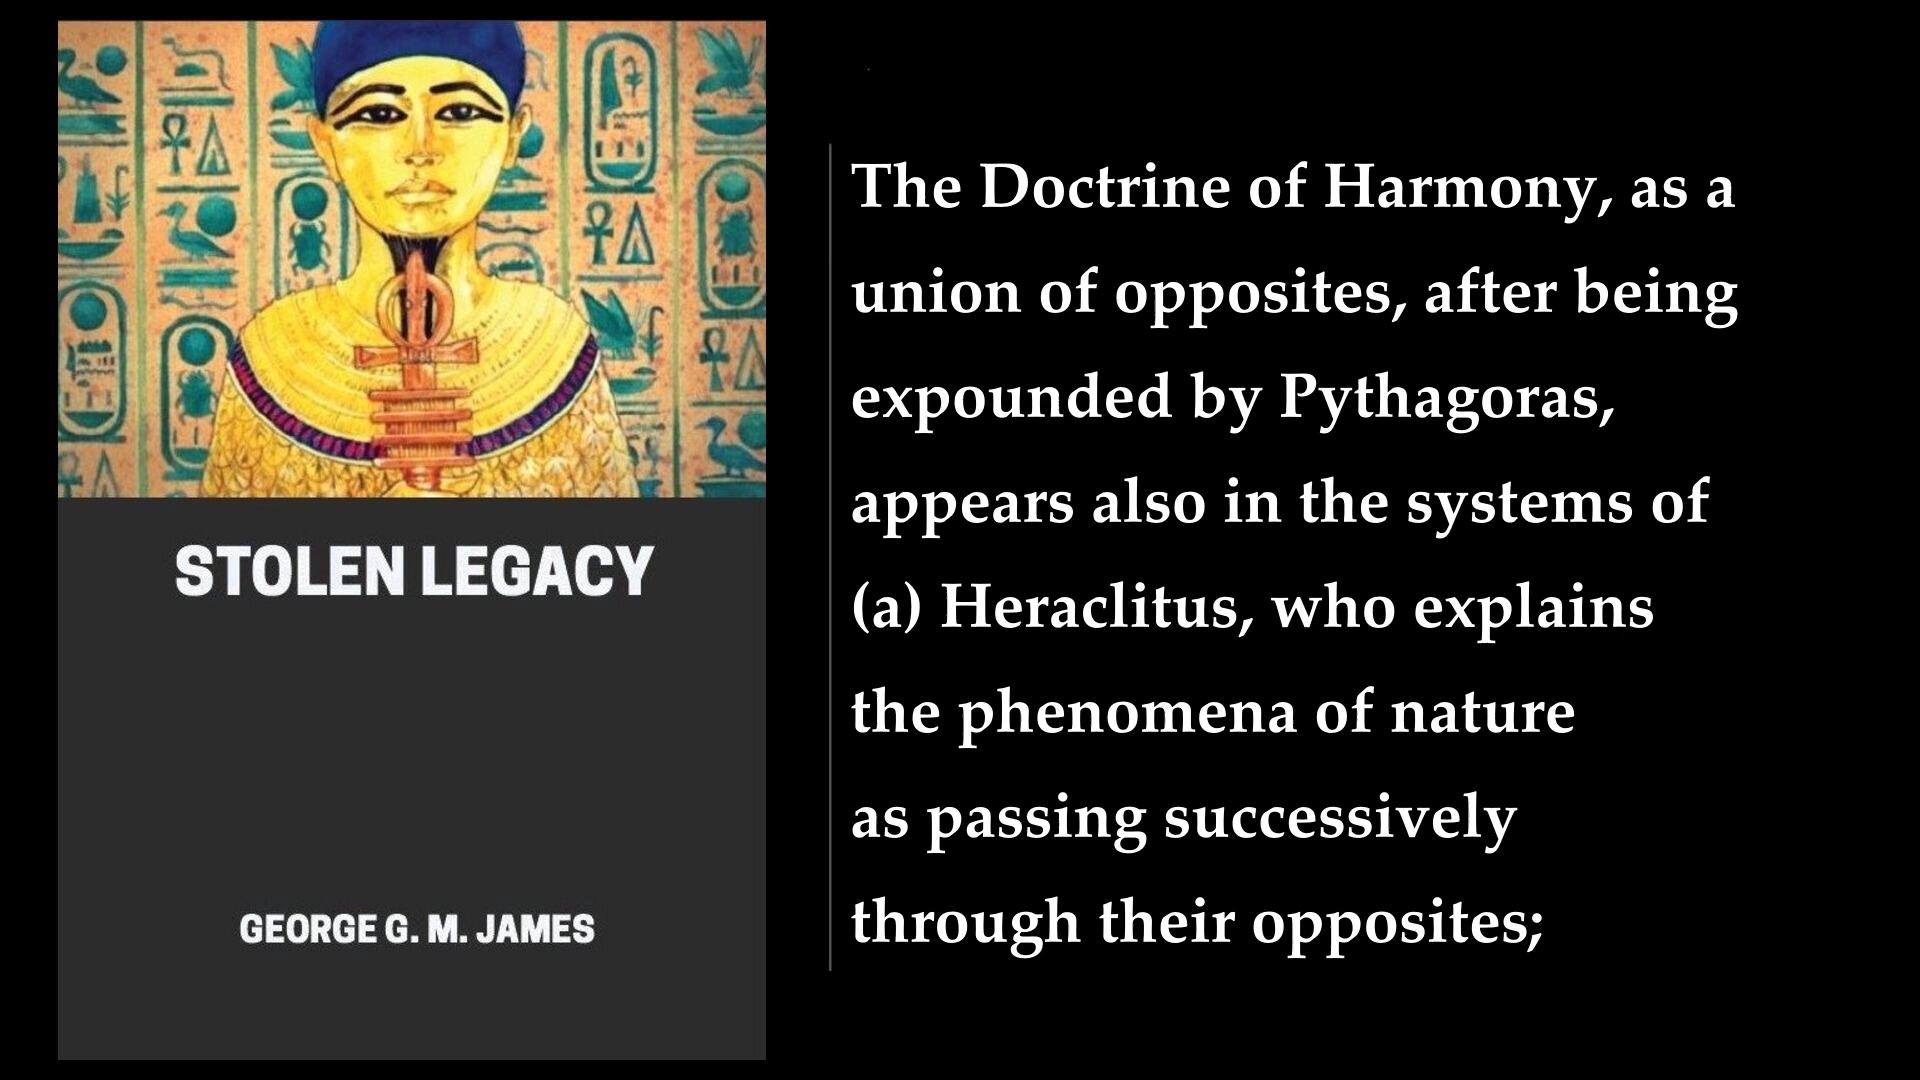 STOLEN LEGACY
GEORGE G. M. JAMES
The Doctrine of Harmony, as a
union of opposites, after being
expounded by Pythagoras,
appears also in the systems of
(a) Heraclitus, who explains
the phenomena of nature
as passing successively
through their opposites;